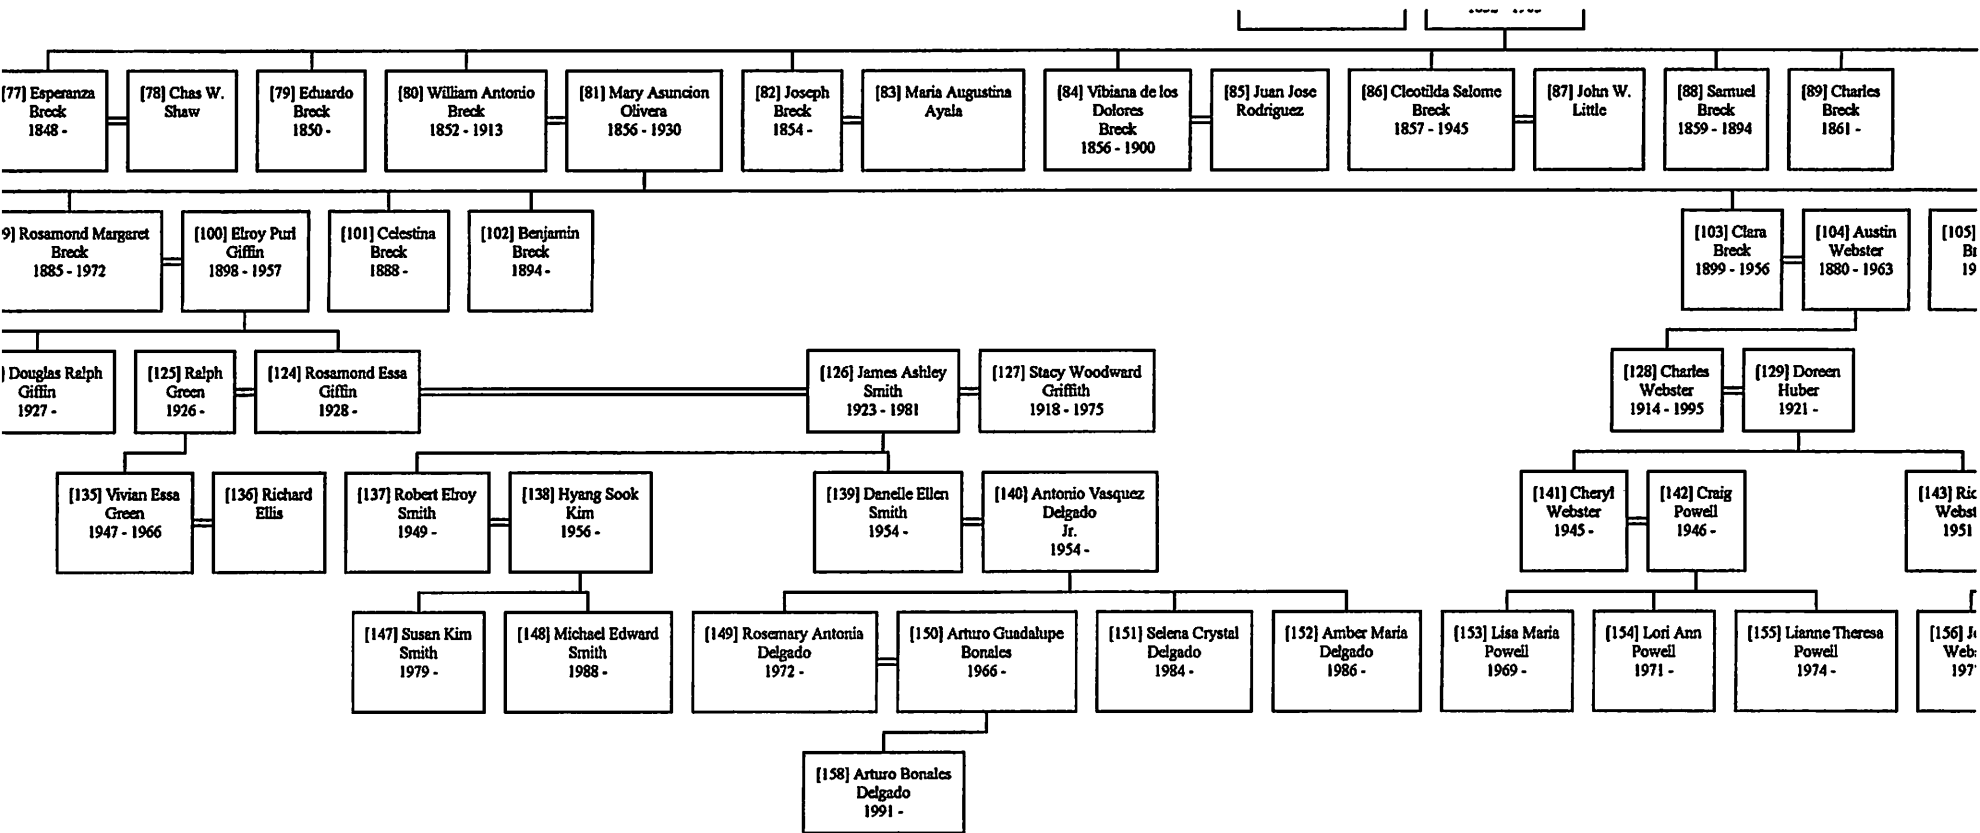 [77] Esperanza
Breck
1848 -
[78] Chas W.
Shaw
[79] Eduardo
Breck
1850 -
[80] William Antonio
Breck
1852 - 1913
[81] Mary Asuncion
Olivera
1856 - 1930
[82] Joseph
Breck
1854 -
[83] Maria Augustina
Ayala
[84] Vibiana de los
Dolores
Breck
1856 - 1900
[85] Juan Jose
Rodriguez
[86] Cleotilda Salome
Breck
1857 - 1945
[87] John W.
Little
[88] Samuel
Breck
1859 - 1894
[89] Charles
Breck
1861 -
9] Rosamond Margaret
Breck
1885 - 1972
[100] Elroy Purl
Giffin
1898 - 1957
[101] Celestina
Breck
1888 -
[102] Benjamin
Breck
1894 -
[103] Clara
Breck
1899 - 1956
[104] Austin
Webster
1880 - 1963
[105]
] Douglas Ralph
Giffin
1927 -
[125] Ralph
Green
1926 -
[124] Rosamond Essa
Giffin
1928 -
[126] James Ashley
Smith
1923 - 1981
[127] Stacy Woodward
Griffith
1918 - 1975
[128] Charles
Webster
1914 - 1995
[129] Doreen
Huber
1921 -
[135] Vivian Essa
Green
1947 - 1966
[136] Richard
Ellis
[137] Robert Elroy
Smith
1949 -
[138] Hyang Sook
Kim
1956 -
[139] Danelle Ellen
Smith
1954 -
[140] Antonio Vasquez
Delgado
Jr.
1954 -
[141] Cheryl
Webster
1945 -
[142] Craig
Powell
1946 -
[143] Ric
Webst
1951
[147] Susan Kim
Smith
1979 -
[148] Michael Edward
Smith
1988 -
[149] Rosemary Antonia
Delgado
1972 -
[150] Arturo Guadalupe
Bonales
1966 -
[151] Selena Crystal
Delgado
1984 -
[152] Amber Maria
Delgado
1986 -
[153] Lisa Maria
Powell
1969 -
[154] Lori Ann
Powell
1971 -
[155] Lianne Theresa
Powell
1974 -
[156]
Web
197
[158] Arturo Bonales
Delgado
1991 -